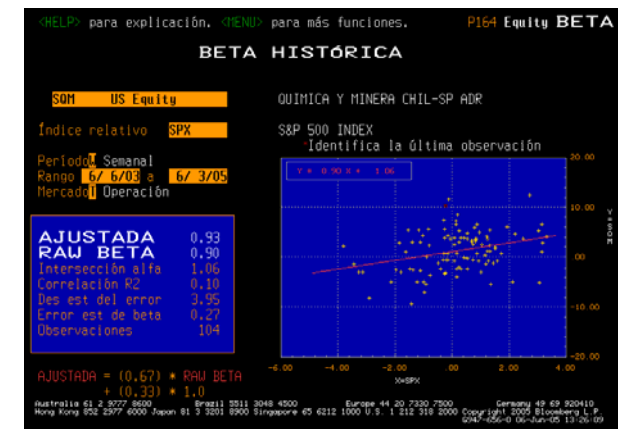 <HELP> para explicación. <MENU> para más funciones. P164 Equity BETA
BETA HISTÓRICA
SQM US Equity
QUIMICA Y MINERA CHIL-SP ADR
Índice relativo SPX
S&P 500 INDEX
*Identifica la última observación
Período W Semanal
Rango 6/ 6/03 a 6/ 3/05
Mercado T Operación
Y = 0.90 X + 1.06
20.00
10.00
00
-10.00
-20.00
Y=SQM
AJUSTADA 0.93
RAW BETA 0.90
Intersección alfa 1.06
Correlación R2 0.10
Des est del error 3.95
Error est de beta 0.27
Observaciones 104
-6.00 -4.00 -2.00 .00 2.00 4.00
X=SPX
AJUSTADA = (0.67) * RAW BETA
+ (0.33) * 1.0
Australia 61 2 9777 8600 Brazil 5511 3048 4500 Europe 44 20 7330 7500 Germany 49 69 920410
Hong Kong 852 2977 6000 Japan 81 3 3201 8900 Singapore 65 6212 1000 U.S. 1 212 318 2000 Copyright 2005 Bloomberg L.P.
6947-656-0 06-Jun-05 13:26:09